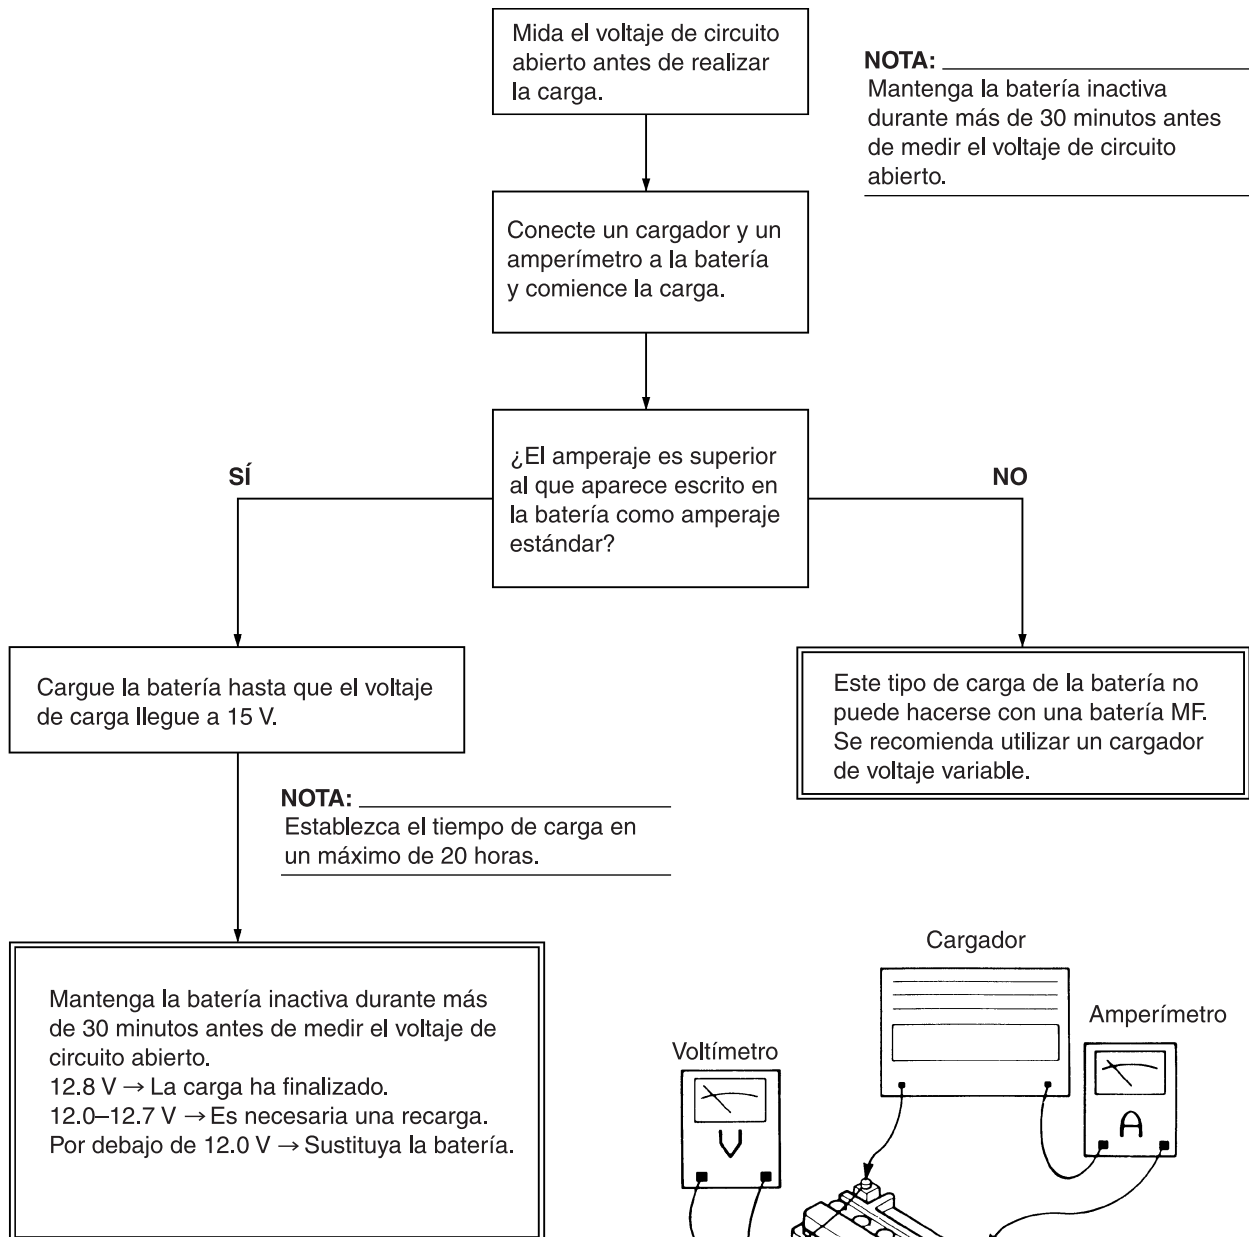 Mida el voltaje de circuito
abierto antes de realizar
la carga.
NOTA:
Mantenga la batería inactiva
durante más de 30 minutos antes
de medir el voltaje de circuito
abierto.
Conecte un cargador y un
amperímetro a la batería
y comience la carga.
¿El amperaje es superior
al que aparece escrito en
la batería como amperaje
estándar?
SÍ
NO
Cargue la batería hasta que el voltaje
de carga llegue a 15 V.
Este tipo de carga de la batería no
puede hacerse con una batería MF.
Se recomienda utilizar un cargador
de voltaje variable.
NOTA:
Establezca el tiempo de carga en
un máximo de 20 horas.
Mantenga la batería inactiva durante más
de 30 minutos antes de medir el voltaje de
circuito abierto.
12.8 V → La carga ha finalizado.
12.0–12.7 V → Es necesaria una recarga.
Por debajo de 12.0 V → Sustituya la batería.
Cargador
Amperímetro
Voltímetro
V
A